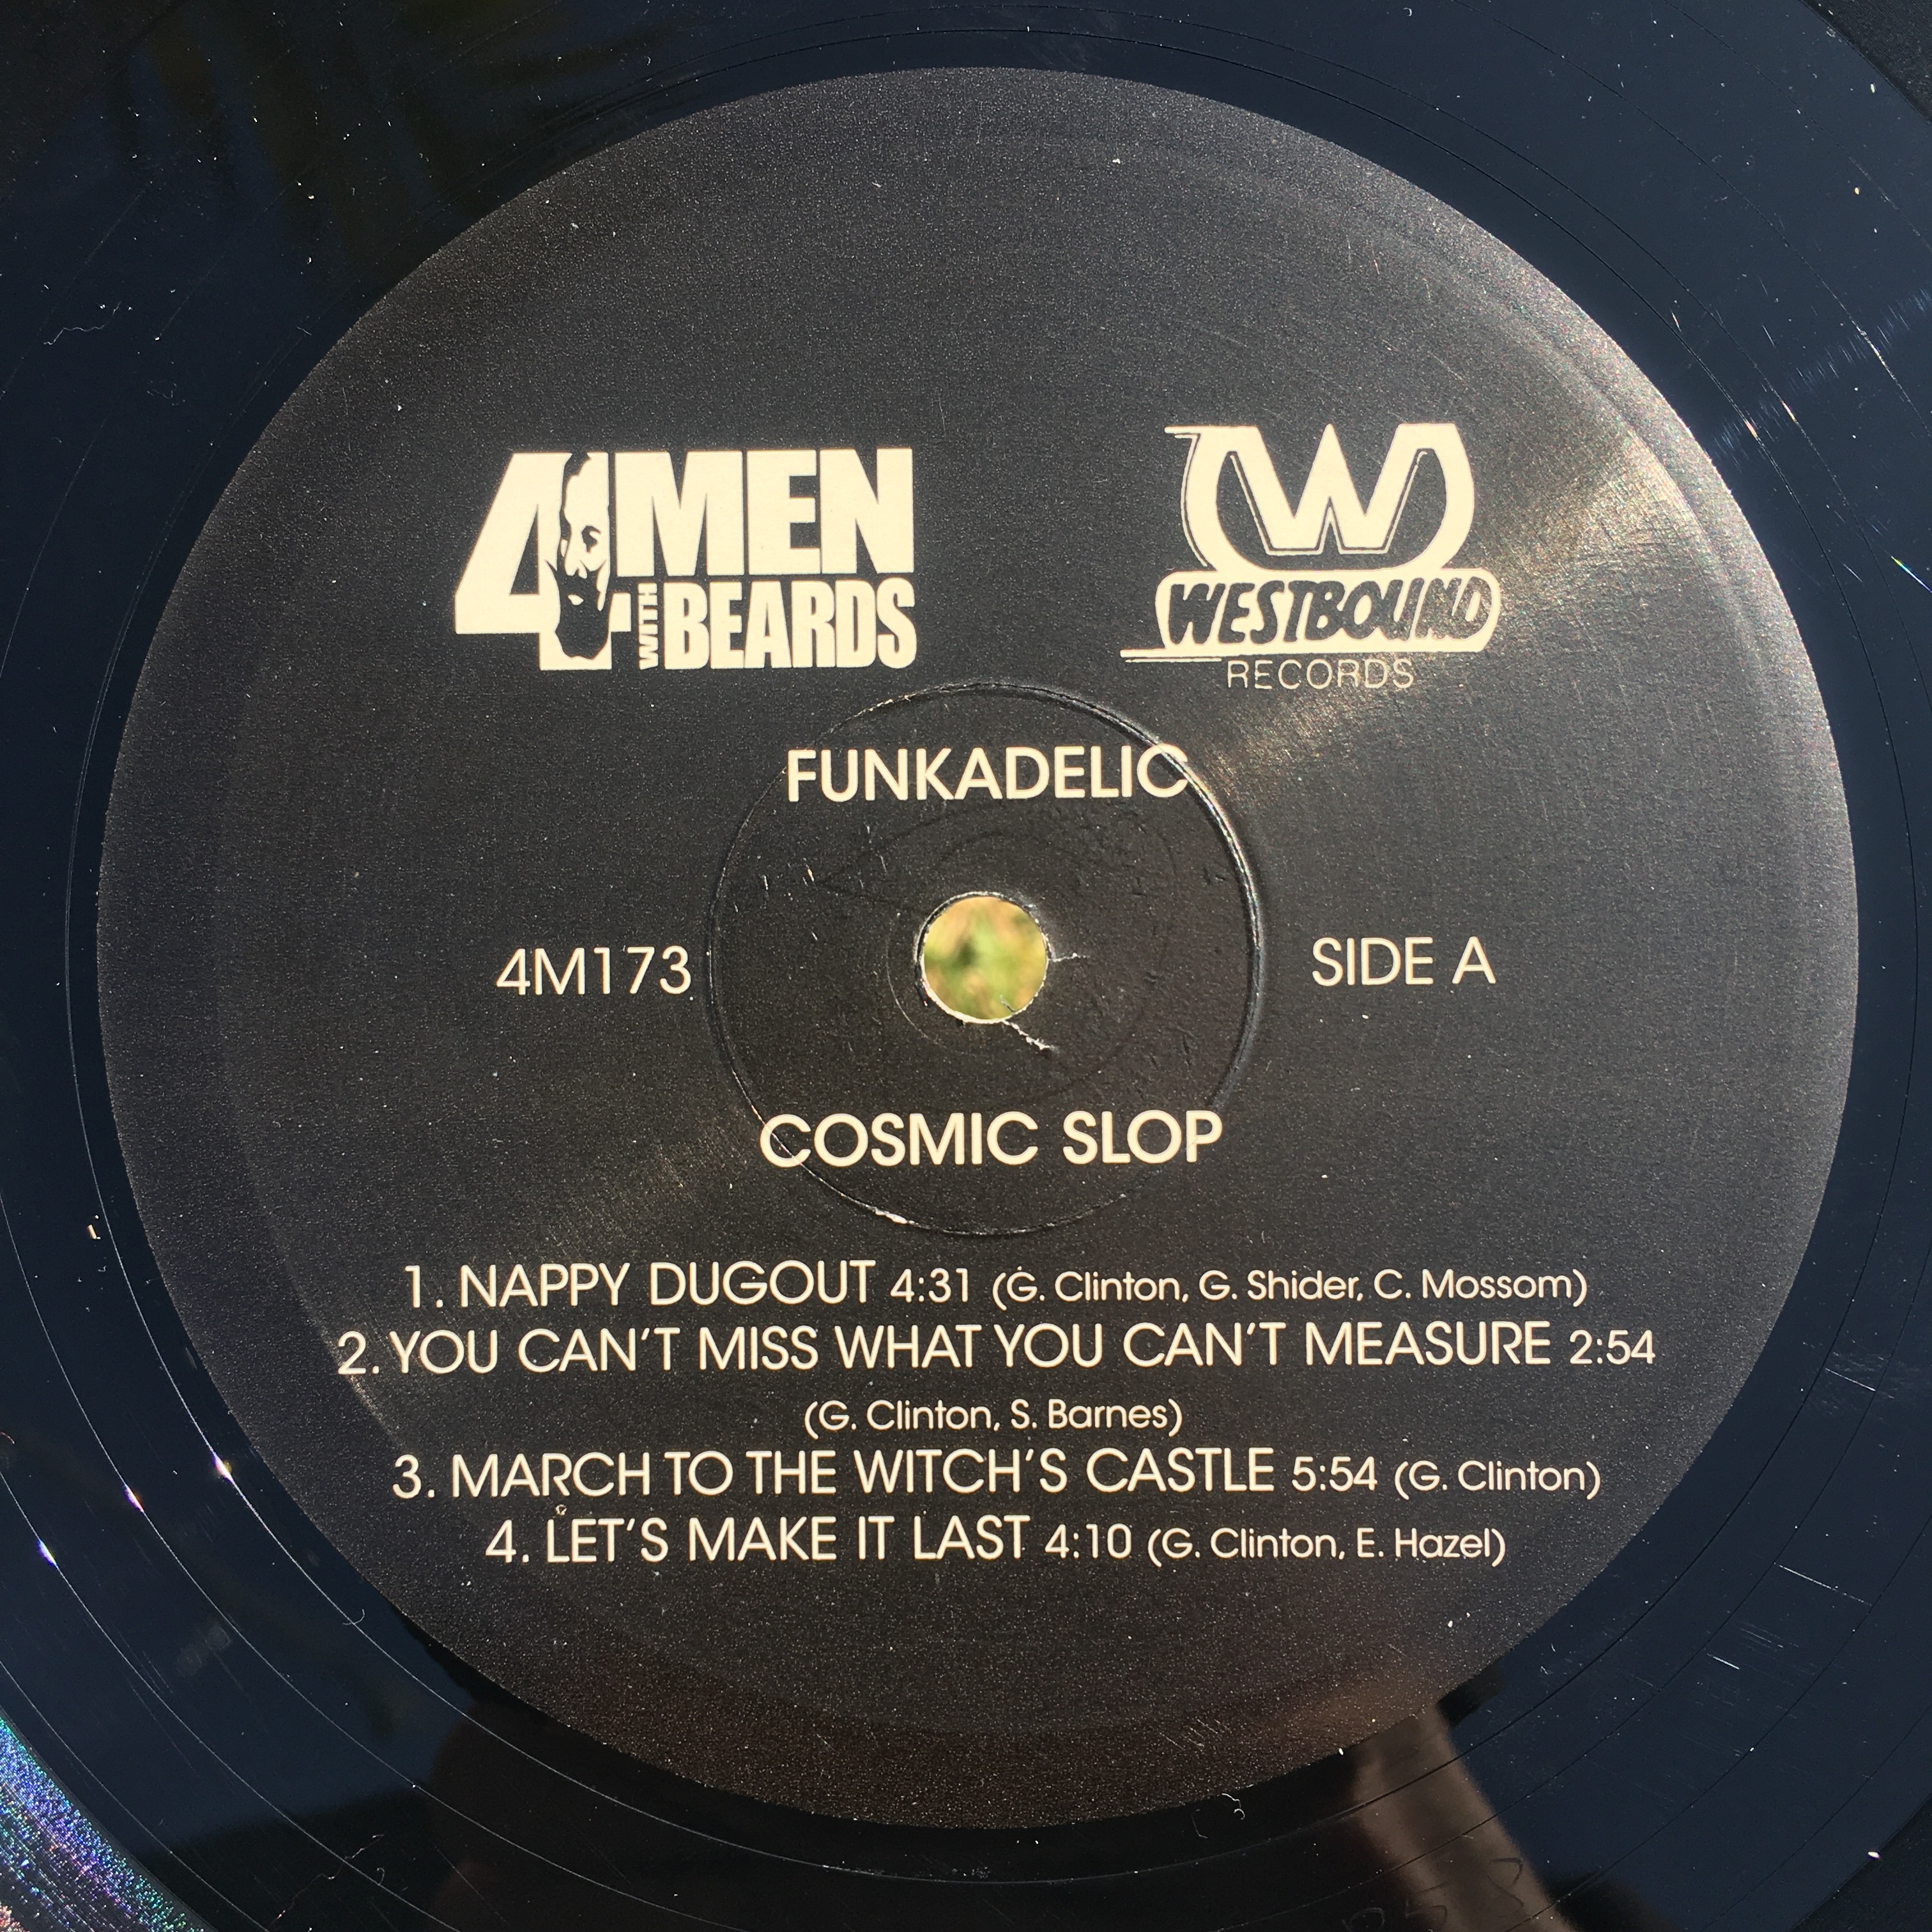 4 MEN
WITH BEARDS
W
WESTBOUND
RECORDS
FUNKADELIC
4M173
SIDE A
COSMIC SLOP
1. NAPPY DUGOUT 4:31 (G. Clinton, G. Shider, C. Mossom)
2. YOU CAN'T MISS WHAT YOU CAN'T MEASURE 2:54
(G. Clinton, S. Barnes)
3. MARCH TO THE WITCH'S CASTLE 5:54 (G. Clinton)
4. LET'S MAKE IT LAST 4:10 (G. Clinton, E. Hazel)